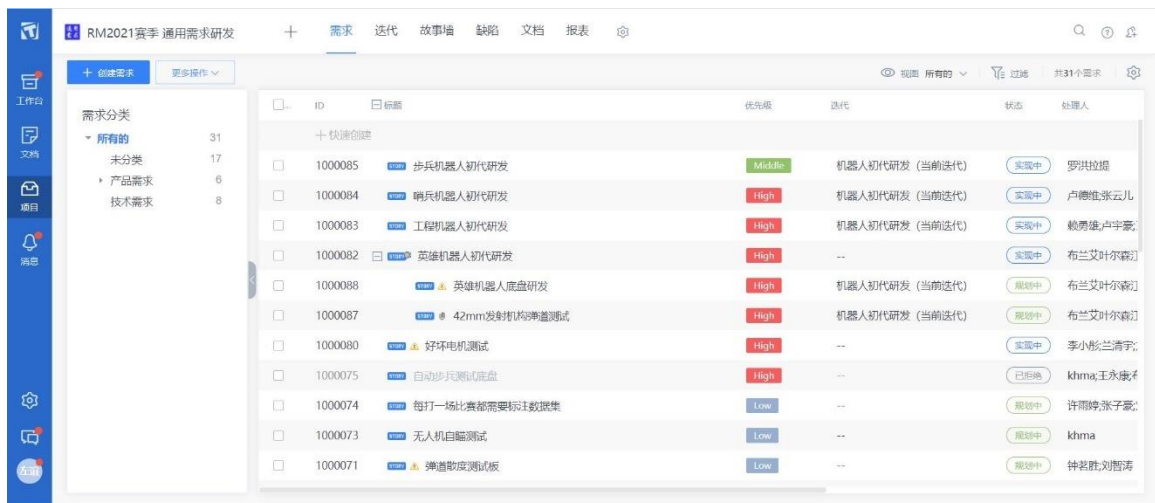 RM2021赛季 通用需求研发
需求 迭代 故事墙 缺陷 文档 报表
工作台
文档
项目
消息
左谊
+ 创建需求 更多操作
视图 所有的 过滤 共31个需求
需求分类
所有的 31
未分类 17
产品需求 6
技术需求 8
ID 标题 优先级 迭代 状态 处理人
+ 快速创建
1000085 STORY 步兵机器人初代研发 Middle 机器人初代研发 (当前迭代) 实现中 罗洪拉提
1000084 STORY 哨兵机器人初代研发 High 机器人初代研发 (当前迭代) 实现中 卢德维;张云儿
1000083 STORY 工程机器人初代研发 High 机器人初代研发 (当前迭代) 实现中 赖勇雄;卢宇豪;
1000082 STORY 英雄机器人初代研发 High -- 实现中 布兰艾叶尔森江
1000088 STORY 英雄机器人底盘研发 High 机器人初代研发 (当前迭代) 规划中 布兰艾叶尔森江
1000087 STORY 42mm发射机构弹道测试 High 机器人初代研发 (当前迭代) 规划中 布兰艾叶尔森江
1000080 STORY 好坏电机测试 High -- 实现中 李小彤;兰清宇;
1000075 STORY 自动步兵测试底盘 High -- 已拒绝 khma;王永康;
1000074 STORY 每打一场比赛都需要标注数据集 Low -- 规划中 许雨婷;张子豪;
1000073 STORY 无人机自瞄测试 Low -- 规划中 khma
1000071 STORY 弹道散度测试板 Low -- 规划中 钟茗胜;刘智涛